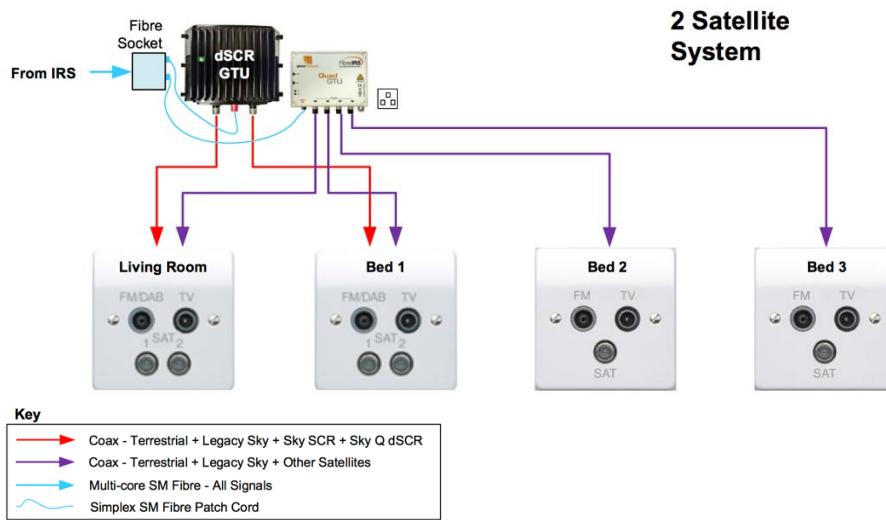 2 Satellite
System
Fibre
Socket
From IRS
dSCR
GTU
FibreIRS
Quad
GTU
Living Room
FM/DAB TV
SAT
1 2
Bed 1
FM/DAB TV
SAT
1 2
Bed 2
FM TV
SAT
Bed 3
FM TV
SAT
Key
Coax - Terrestrial + Legacy Sky + Sky SCR + Sky Q dSCR
Coax - Terrestrial + Legacy Sky + Other Satellites
Multi-core SM Fibre - All Signals
Simplex SM Fibre Patch Cord